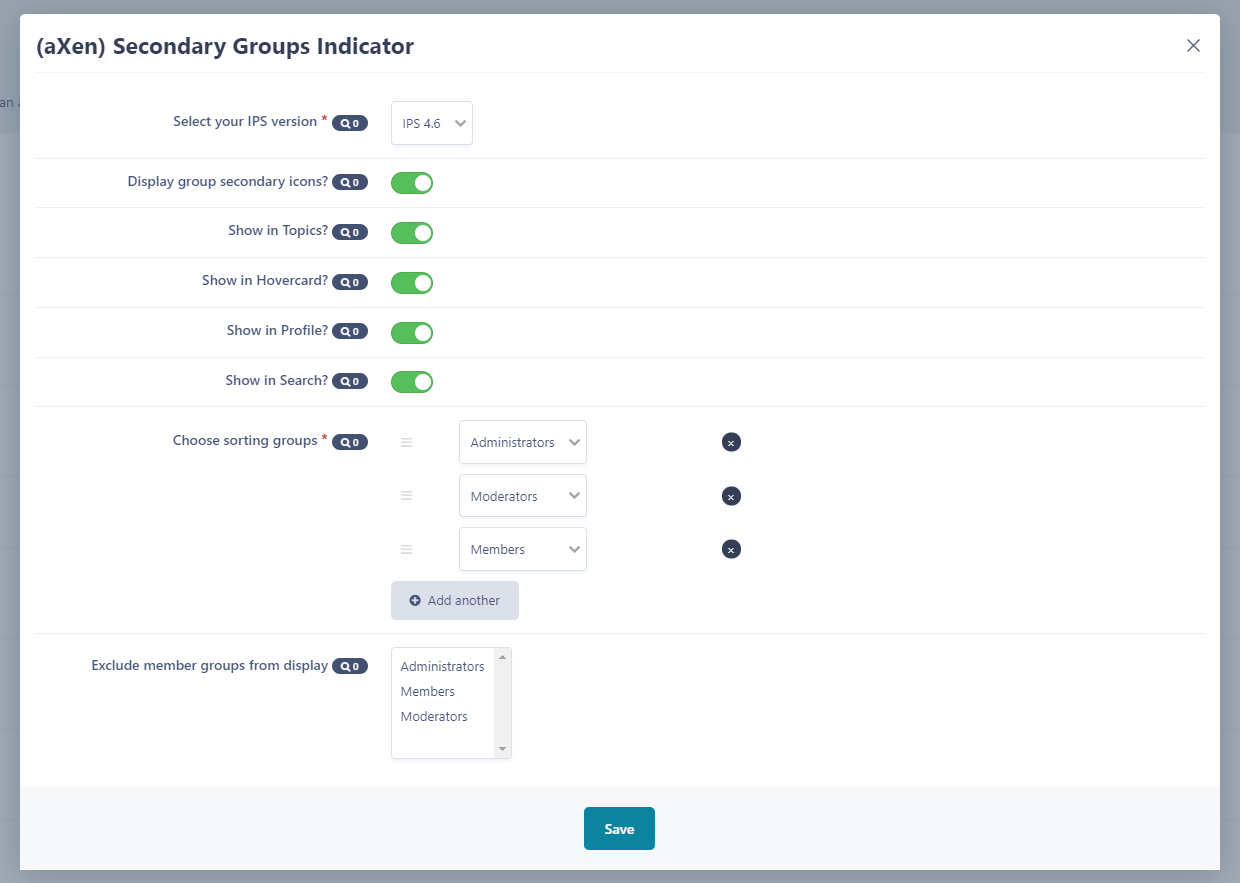 (aXen) Secondary Groups Indicator
an a
Select your IPS version * 0 IPS 4.6
Display group secondary icons? 0
Show in Topics? 0
Show in Hovercard? 0
Show in Profile? 0
Show in Search? 0
Choose sorting groups * 0 Administrators
Moderators
Members
Add another
Exclude member groups from display 0 Administrators
Members
Moderators
Save